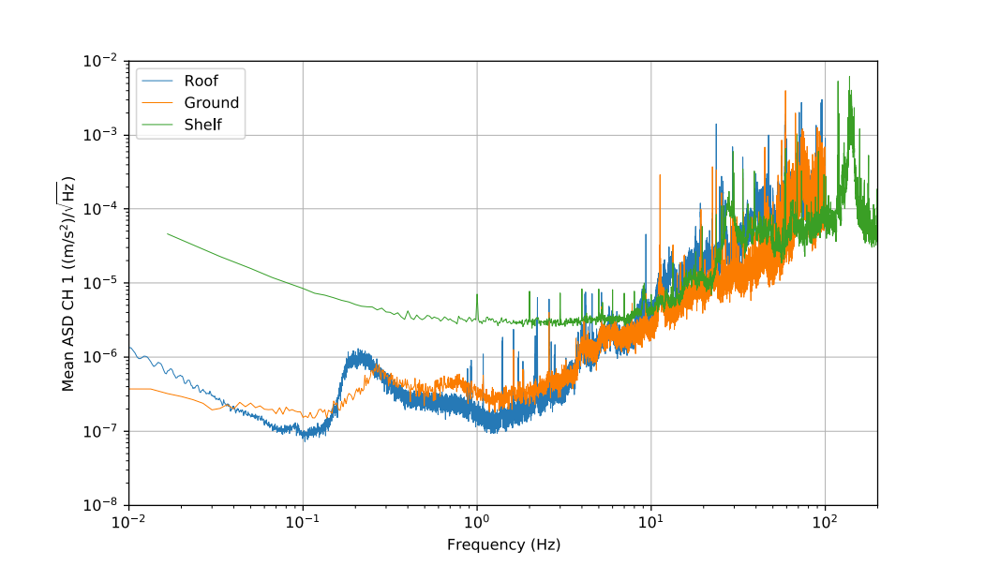 Roof
Ground
Shelf
10⁻²
10⁻³
10⁻⁴
10⁻⁵
10⁻⁶
10⁻⁷
10⁻⁸
Mean ASD CH 1 ((m/s²)/√Hz)
10⁻² 10⁻¹ 10⁰ 10¹ 10²
Frequency (Hz)